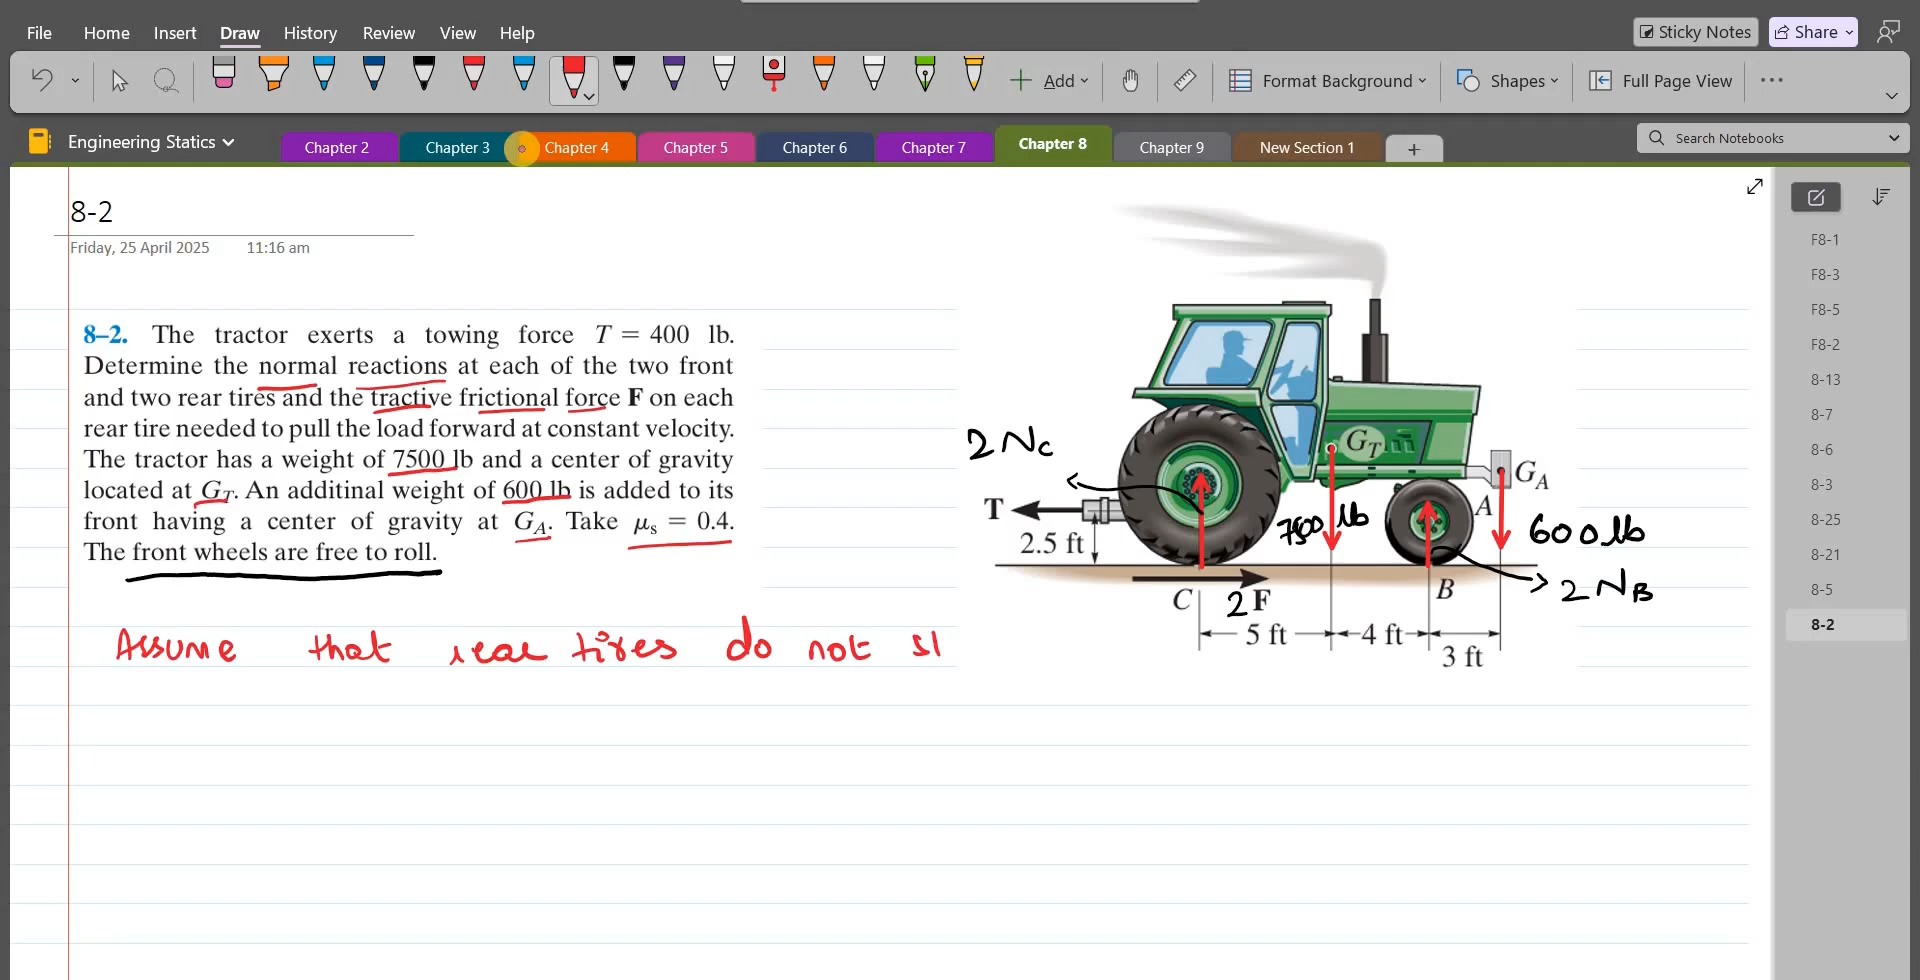 File Home Insert Draw History Review View Help
Sticky Notes Share
Add Format Background Shapes Full Page View
Engineering Statics Chapter 2 Chapter 3 Chapter 4 Chapter 5 Chapter 6 Chapter 7 Chapter 8 Chapter 9 New Section 1 + Search Notebooks
8-2
Friday, 25 April 2025 11:16 am
8–2. The tractor exerts a towing force T = 400 lb.
Determine the normal reactions at each of the two front
and two rear tires and the tractive frictional force F on each
rear tire needed to pull the load forward at constant velocity.
The tractor has a weight of 7500 lb and a center of gravity
located at G_T. An additinal weight of 600 lb is added to its
front having a center of gravity at G_A. Take μ_s = 0.4.
The front wheels are free to roll.
Assume that rear tires do not sl
G_T
2 N_C
G_A
A
T
7500 lb
600 lb
2.5 ft
C
2 F
B
2 N_B
5 ft
4 ft
3 ft
F8-1
F8-3
F8-5
F8-2
8-13
8-7
8-6
8-3
8-25
8-21
8-5
8-2